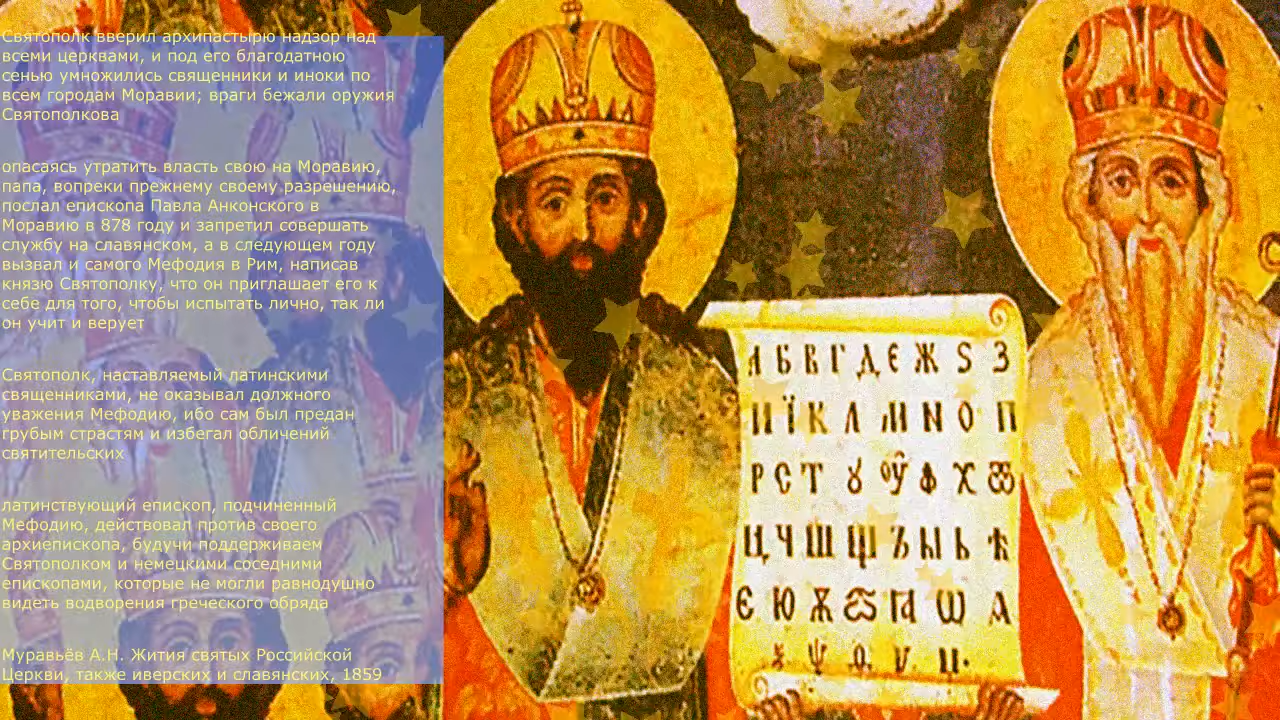 Святополк вверил архипастырю надзор над
всеми церквами, и под его благодатною
сенью умножились священники и иноки по
всем городам Моравии; враги бежали оружия
Святополкова
опасаясь утратить власть свою на Моравию,
папа, вопреки прежнему своему разрешению,
послал епископа Павла Анконского в
Моравию в 878 году и запретил совершать
службу на славянском, а в следующем году
вызвал и самого Мефодия в Рим, написав
князю Святополку, что он приглашает его к
себе для того, чтобы испытать лично, так ли
он учит и верует
Святополк, наставляемый латинскими
священниками, не оказывал должного
уважения Мефодию, ибо сам был предан
грубым страстям и избегал обличений
святительских
латинствующий епископ, подчиненный
Мефодию, действовал против своего
архиепископа, будучи поддерживаем
Святополком и немецкими соседними
епископами, которые не могли равнодушно
видеть водворения греческого обряда
Муравьёв А.Н. Жития святых Российской
Церкви, также иверских и славянских, 1859
А Б В Г Д Є Ж Ѕ З
И Ї К Л М N О П
Р С Т Ꙋ Ф Х
Ц Ч Ш Щ Ъ Ы Ь Ѣ
Є Ю Ѫ Ѡ Ѧ
Ѱ